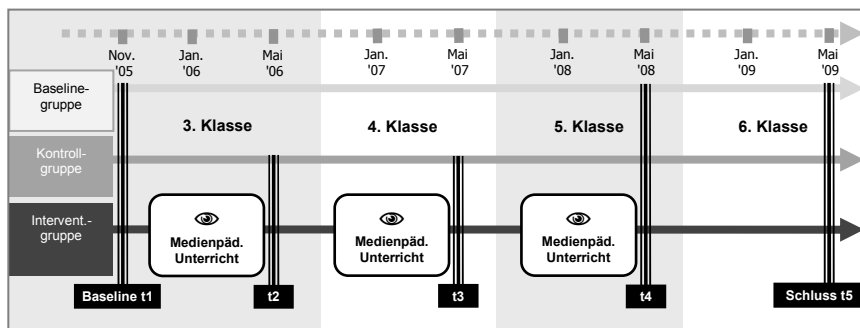 Nov.
'05
Jan.
'06
Mai
'06
Jan.
'07
Mai
'07
Jan.
'08
Mai
'08
Jan.
'09
Mai
'09
Baseline-
gruppe
3. Klasse
4. Klasse
5. Klasse
6. Klasse
Kontroll-
gruppe
Intervent.-
gruppe
Medienpäd.
Unterricht
Medienpäd.
Unterricht
Medienpäd.
Unterricht
Baseline t1
t2
t3
t4
Schluss t5